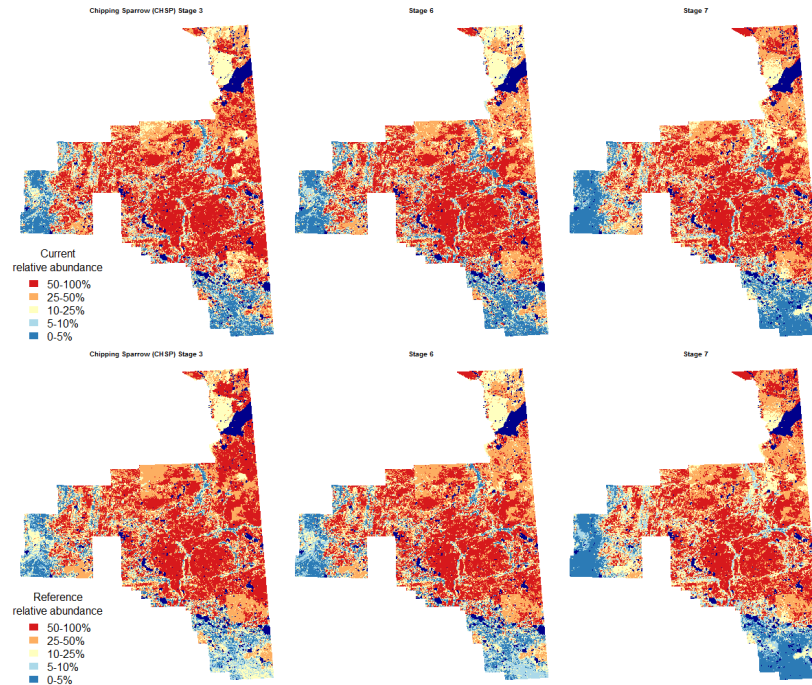 Chipping Sparrow (CHSP) Stage 3
Stage 6
Stage 7
Current
relative abundance
50-100%
25-50%
10-25%
5-10%
0-5%
Chipping Sparrow (CHSP) Stage 3
Stage 6
Stage 7
Reference
relative abundance
50-100%
25-50%
10-25%
5-10%
0-5%